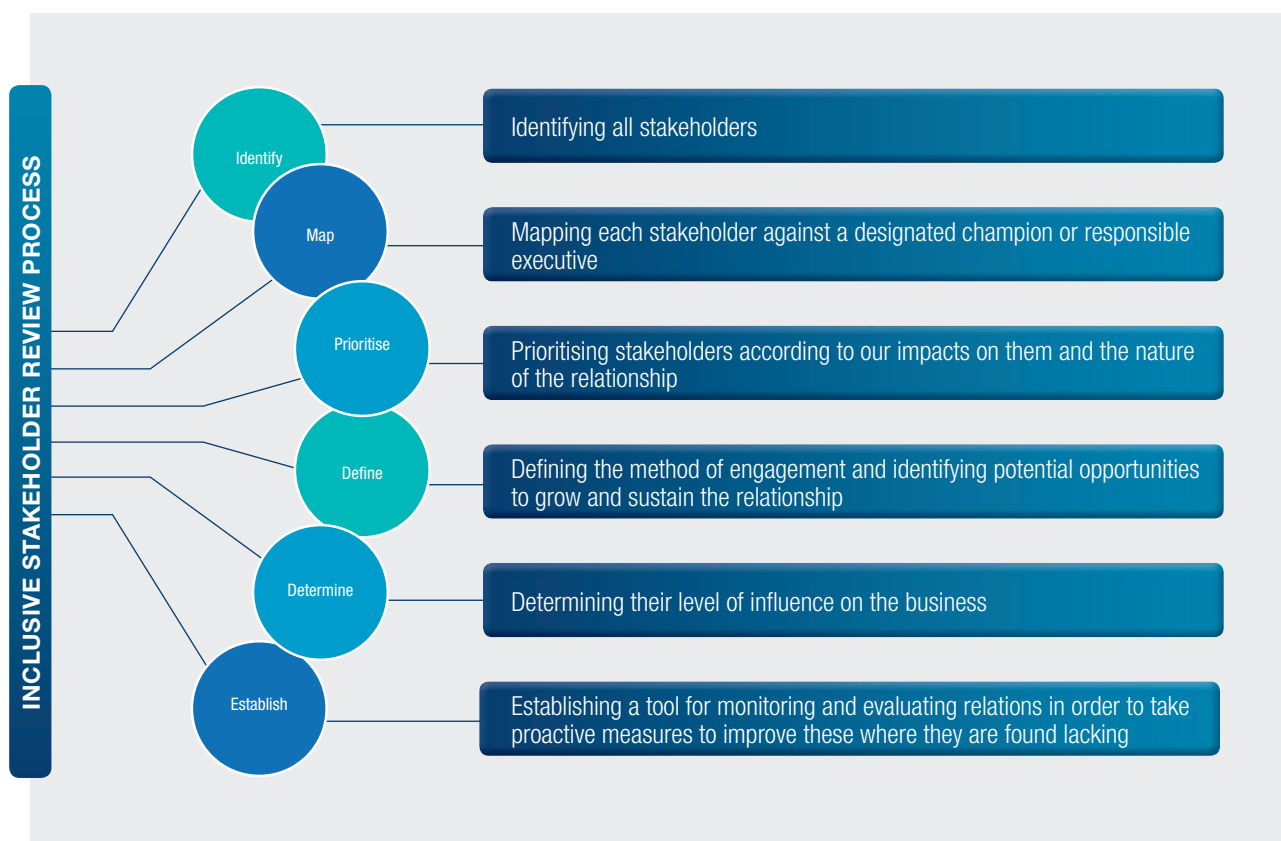 INCLUSIVE STAKEHOLDER REVIEW PROCESS
Identify
Identifying all stakeholders
Map
Mapping each stakeholder against a designated champion or responsible
executive
Prioritise
Prioritising stakeholders according to our impacts on them and the nature
of the relationship
Define
Defining the method of engagement and identifying potential opportunities
to grow and sustain the relationship
Determine
Determining their level of influence on the business
Establish
Establishing a tool for monitoring and evaluating relations in order to take
proactive measures to improve these where they are found lacking